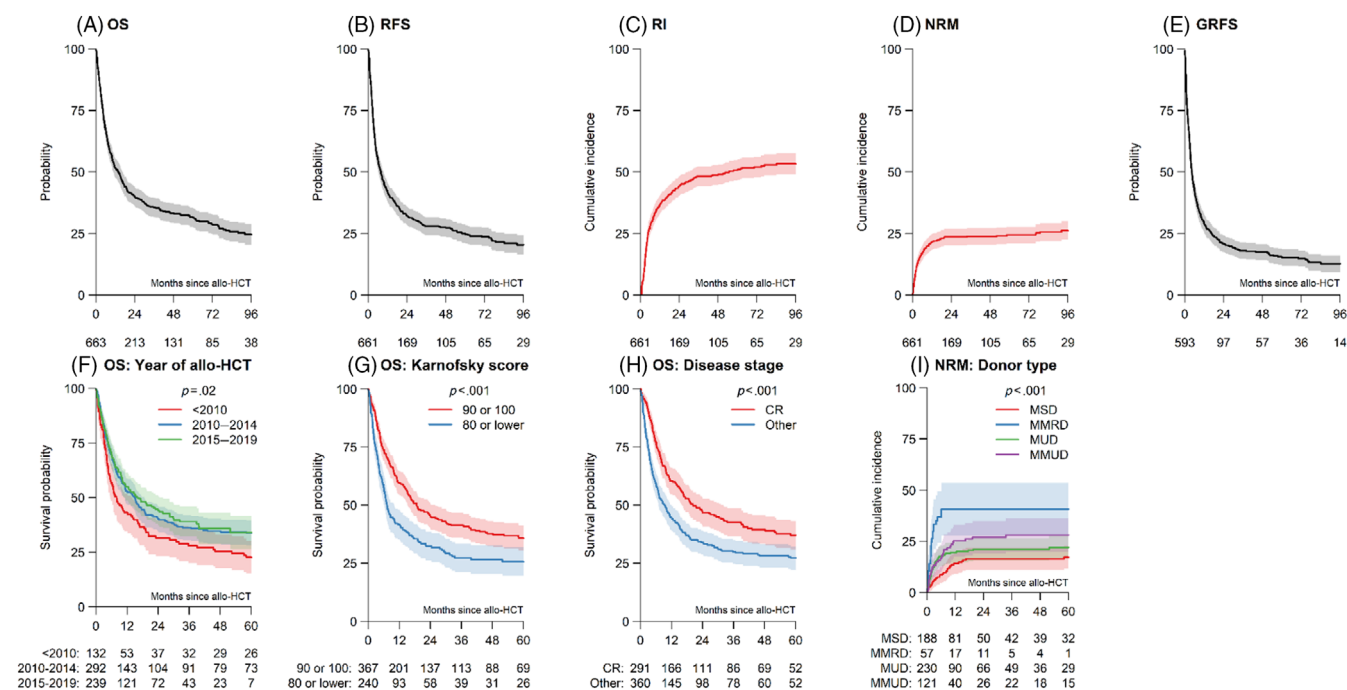 (A) OS
100
75
50
25
0
Probability
Months since allo-HCT
0 24 48 72 96
663 213 131 85 38
(B) RFS
100
75
50
25
0
Probability
Months since allo-HCT
0 24 48 72 96
661 169 105 65 29
(C) RI
100
75
50
25
0
Cumulative incidence
Months since allo-HCT
0 24 48 72 96
661 169 105 65 29
(D) NRM
100
75
50
25
0
Cumulative incidence
Months since allo-HCT
0 24 48 72 96
661 169 105 65 29
(E) GRFS
100
75
50
25
0
Probability
Months since allo-HCT
0 24 48 72 96
593 97 57 36 14
(F) OS: Year of allo-HCT
p=.02
<2010
2010–2014
2015–2019
100
75
50
25
0
Survival probability
Months since allo-HCT
0 12 24 36 48 60
<2010: 132 53 37 32 29 26
2010-2014: 292 143 104 91 79 73
2015-2019: 239 121 72 43 23 7
(G) OS: Karnofsky score
p<.001
90 or 100
80 or lower
100
75
50
25
0
Survival probability
Months since allo-HCT
0 12 24 36 48 60
90 or 100: 367 201 137 113 88 69
80 or lower: 240 93 58 39 31 26
(H) OS: Disease stage
p<.001
CR
Other
100
75
50
25
0
Survival probability
Months since allo-HCT
0 12 24 36 48 60
CR: 291 166 111 86 69 52
Other: 360 145 98 78 60 52
(I) NRM: Donor type
p<.001
MSD
MMRD
MUD
MMUD
100
75
50
25
0
Cumulative incidence
Months since allo-HCT
0 12 24 36 48 60
MSD: 188 81 50 42 39 32
MMRD: 57 17 11 5 4 1
MUD: 230 90 66 49 36 29
MMUD: 121 40 26 22 18 15